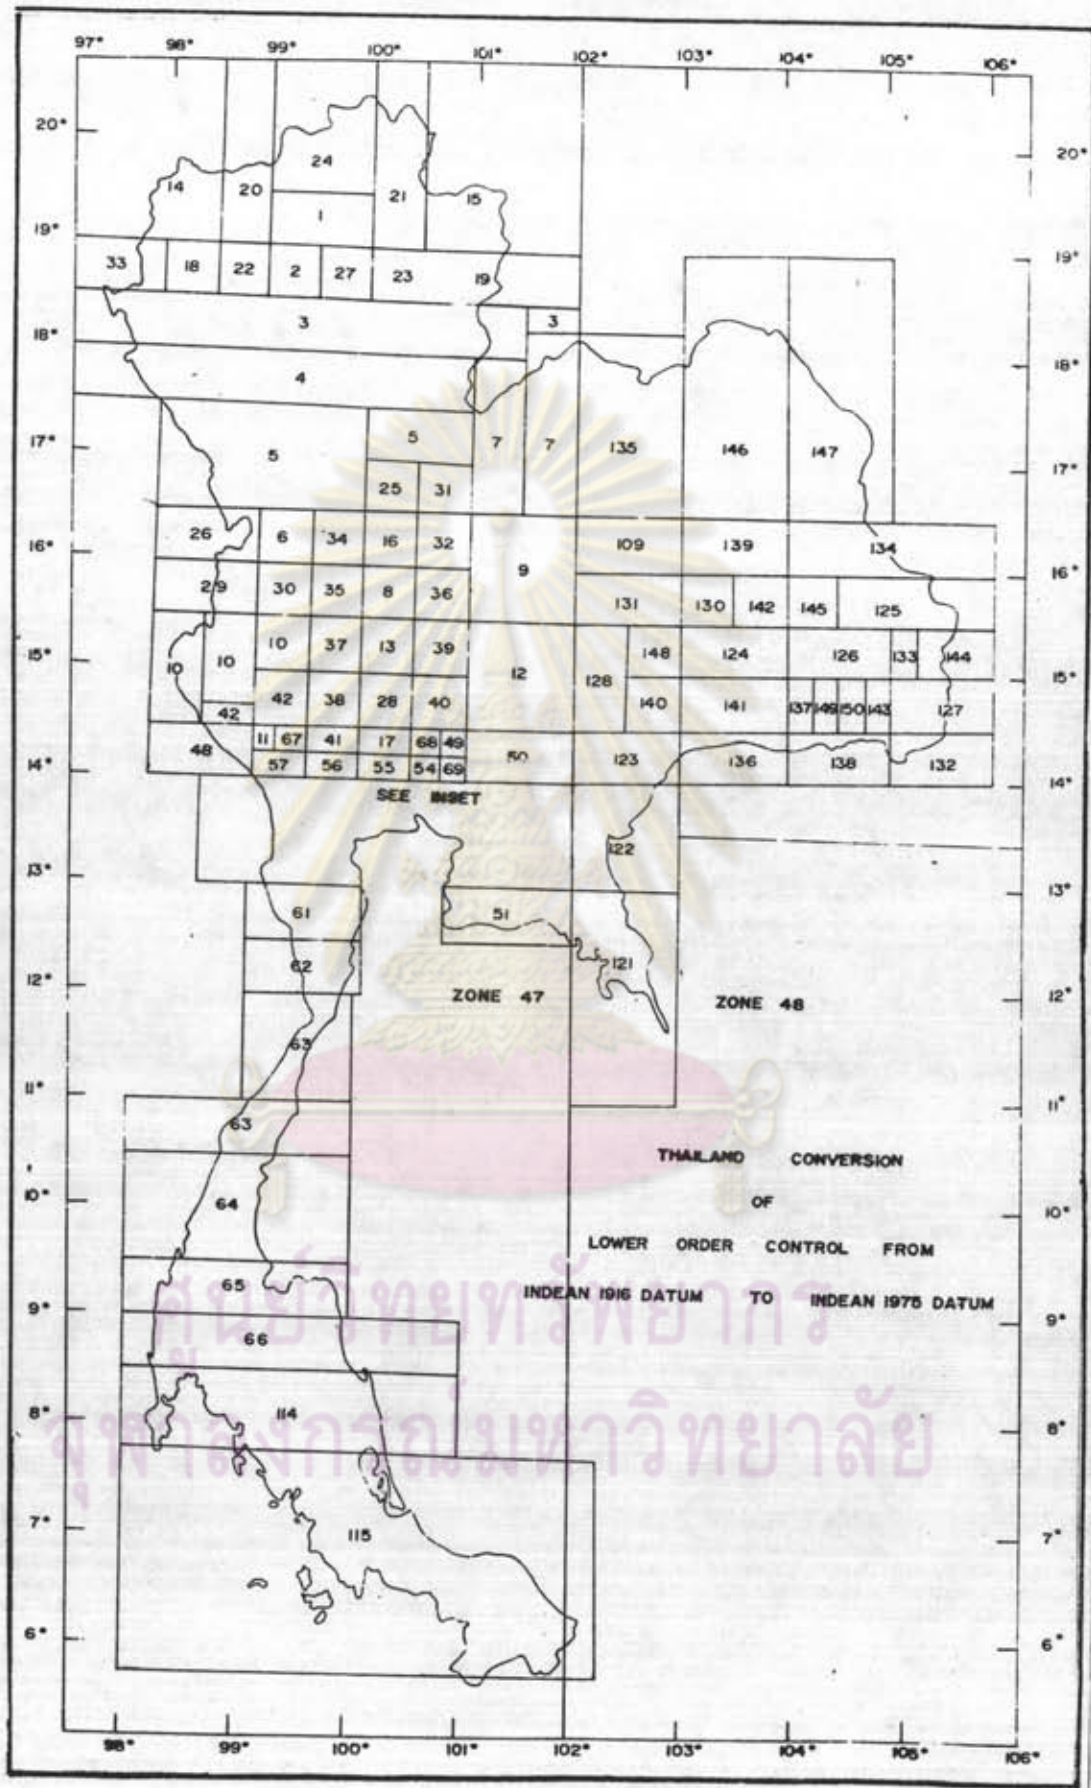 97° 98° 99° 100° 101° 102° 103° 104° 105° 106°
20° 20°
24
14 20 21 15
1
19° 19°
33 18 22 2 27 23 19
3 3
18° 18°
4
17° 17°
5 5 7 7 135 146 147
25 31
26 6 34 16 32 109 139 134
16° 16°
9
29 30 35 8 36 131 130 142 145 125
10 10 10 37 13 39 12 148 124 126 133 144
15° 15°
128
42 42 38 28 40 140 141 137 149 150 143 127
48 11 67 41 17 68 49 50 123 136 138 132
57 56 55 54 69
14° 14°
SEE INSET
122
13° 13°
61 51
62 121
12° 12°
ZONE 47 ZONE 48
63
11° 11°
63
THAILAND CONVERSION
64
10° 10°
OF
LOWER ORDER CONTROL FROM
65
INDEAN 1916 DATUM TO INDEAN 1975 DATUM
9° 9°
66
ศูนย์วิทยทรัพยากร
114
8° 8°
จุฬาลงกรณ์มหาวิทยาลัย
7° 7°
115
6° 6°
98° 99° 100° 101° 102° 103° 104° 105° 106°